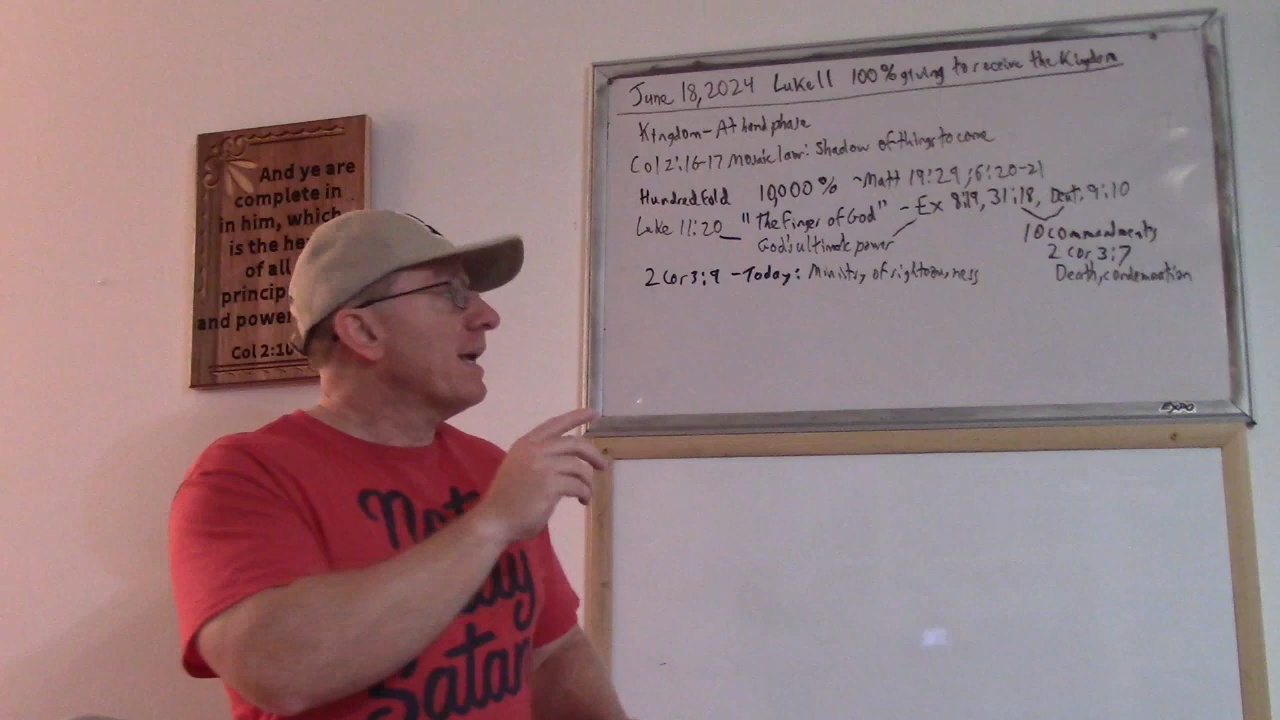 And ye are
complete in
in him, which
is the he
of all
princip
and power
Col 2:10
Not
ay
Satan
June 18, 2024 Luke 11 100% giving to receive the Kingdom
Kingdom - At hand phase
Col 2:16-17 Mosaic law: Shadow of things to come
Hundredfold 10,000% ~Matt 19:29; 6:20-21
Luke 11:20 "The Finger of God" - Ex 8:19, 31:18, Deut. 9:10
God's ultimate power
10 commandments
2 Cor 3:7
2 Cor 3:9 - Today: Ministry of righteousness
Death, condemnation
EXPO